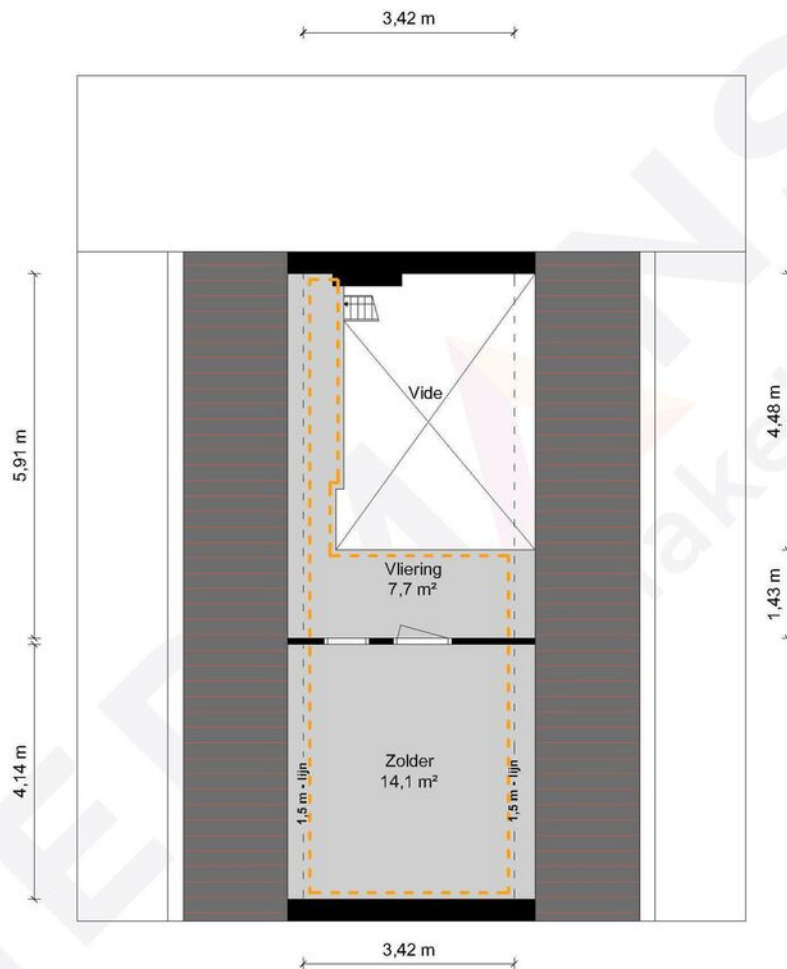 3,42 m
5,91 m
4,48 m
Vide
Vliering
7,7 m²
1,43 m
4,14 m
Zolder
14,1 m²
1,5 m - lijn
1,5 m - lijn
3,42 m